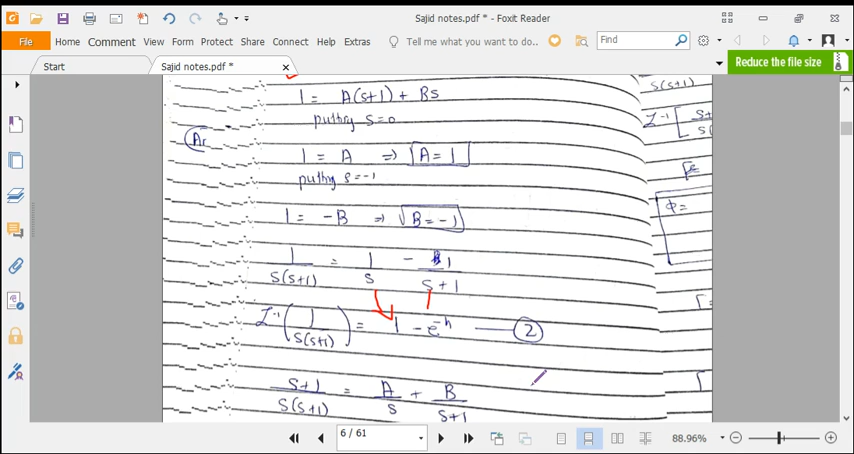 Sajid notes.pdf * - Foxit Reader
File Home Comment View Form Protect Share Connect Help Extras Tell me what you want to do.. Find
Start Sajid notes.pdf * Reduce the file size
1 = A(s+1) + Bs
putting s=0
1 = A ⇒ A = 1
putting s=-1
1 = -B ⇒ B = -1
1/s(s+1) = 1/s - 1/s+1
L⁻¹(1/s(s+1)) = 1 - e⁻ʰ — 2
s+1/s(s+1) = A/s + B/s+1
s(s+1)
Φ=
6 / 61 88.96%